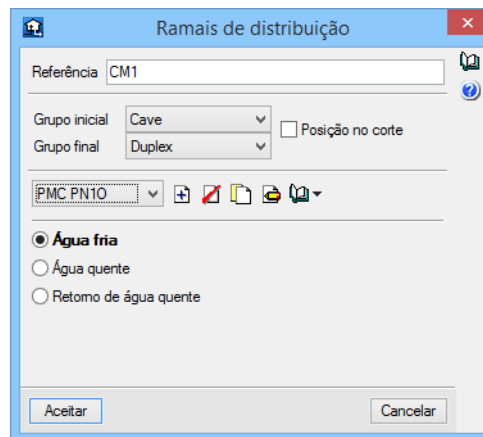 Ramais de distribuição
Referência CM1
Grupo inicial Cave
Grupo final Duplex
Posição no corte
PMC PN10
Água fria
Água quente
Retorno de água quente
Aceitar
Cancelar